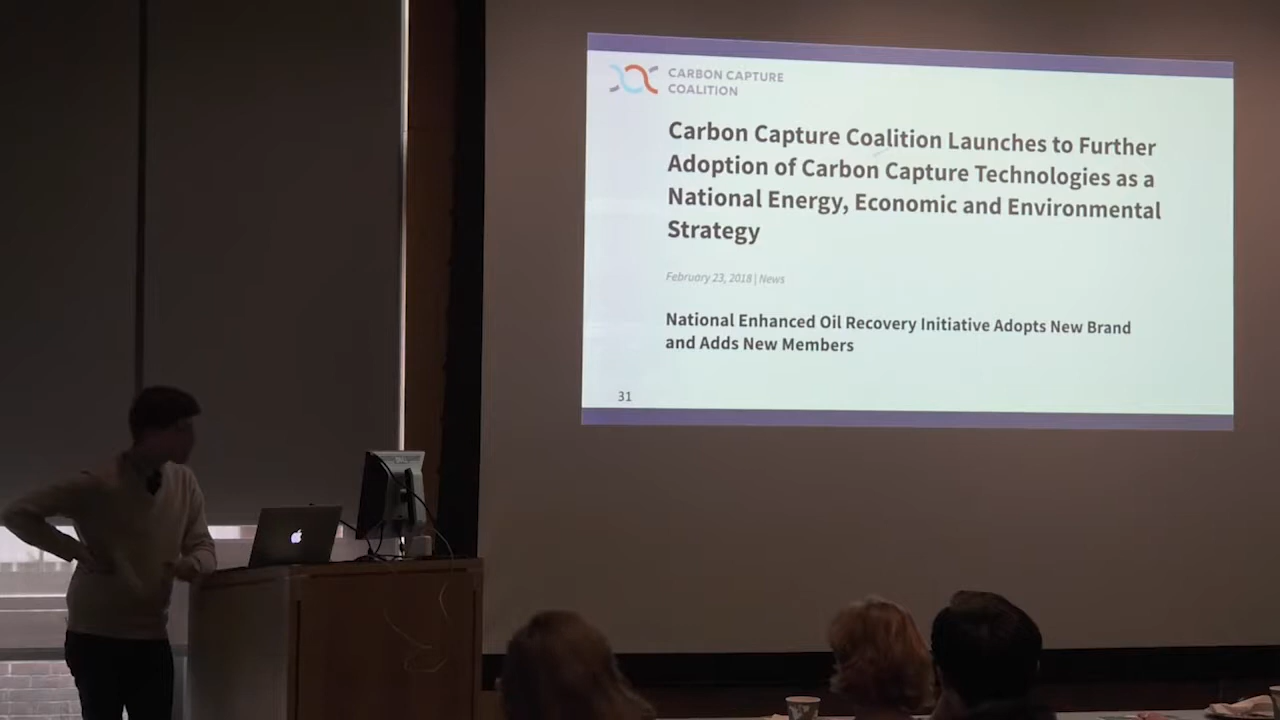 CARBON CAPTURE
COALITION
Carbon Capture Coalition Launches to Further
Adoption of Carbon Capture Technologies as a
National Energy, Economic and Environmental
Strategy
February 23, 2018 | News
National Enhanced Oil Recovery Initiative Adopts New Brand
and Adds New Members
31